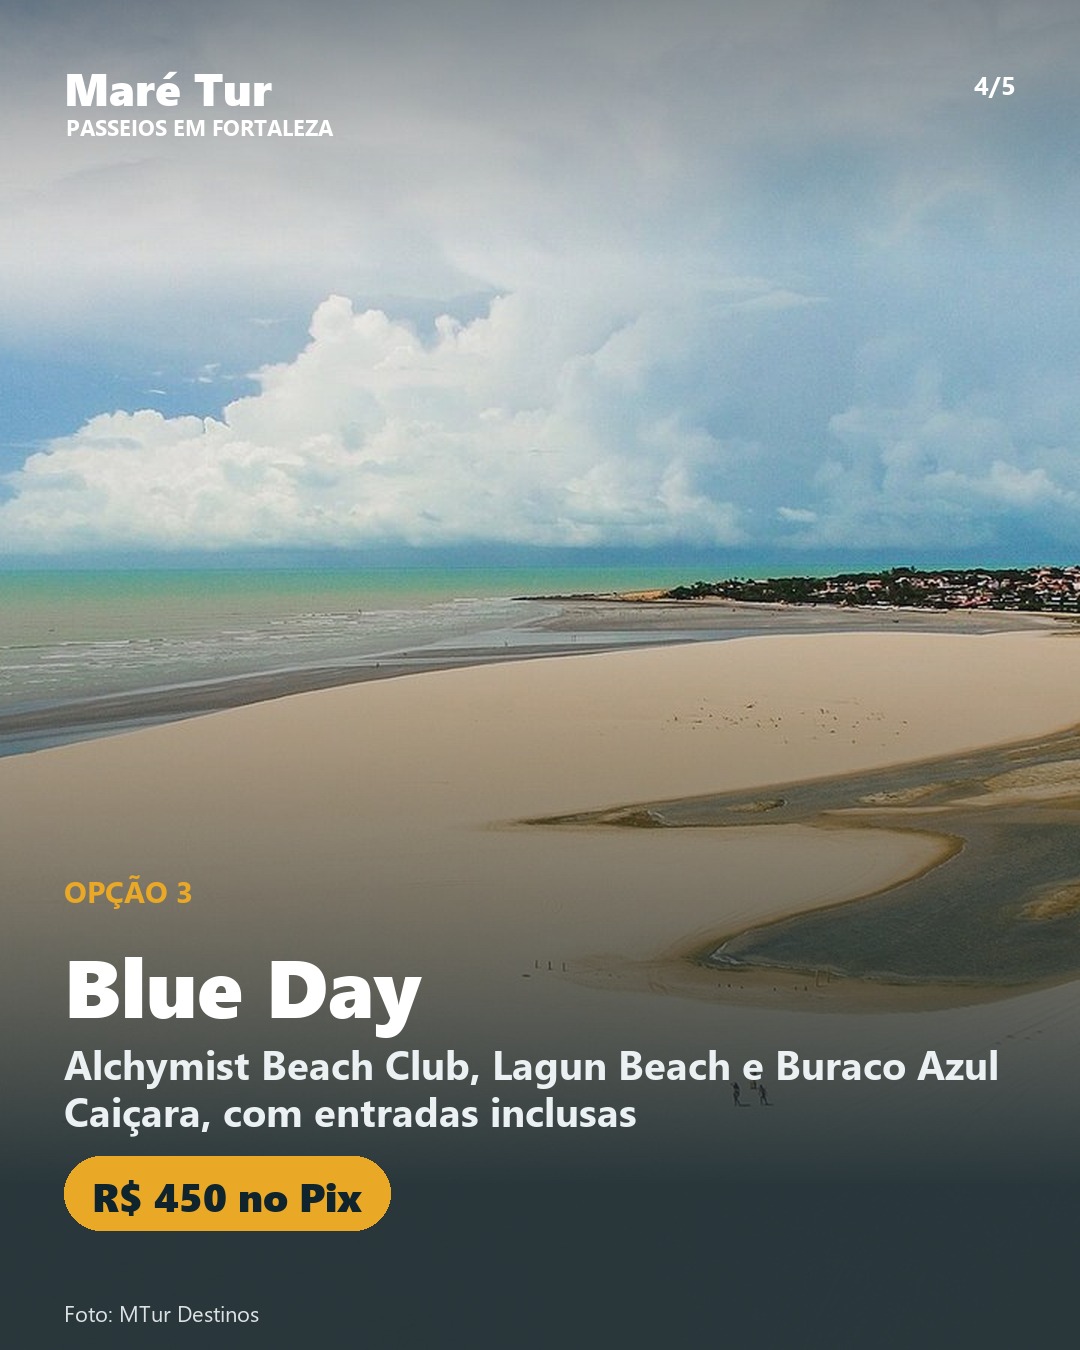 Maré Tur
PASSEIOS EM FORTALEZA
4/5
OPÇÃO 3
Blue Day
Alchymist Beach Club, Lagun Beach e Buraco Azul
Caiçara, com entradas inclusas
R$ 450 no Pix
Foto: MTur Destinos